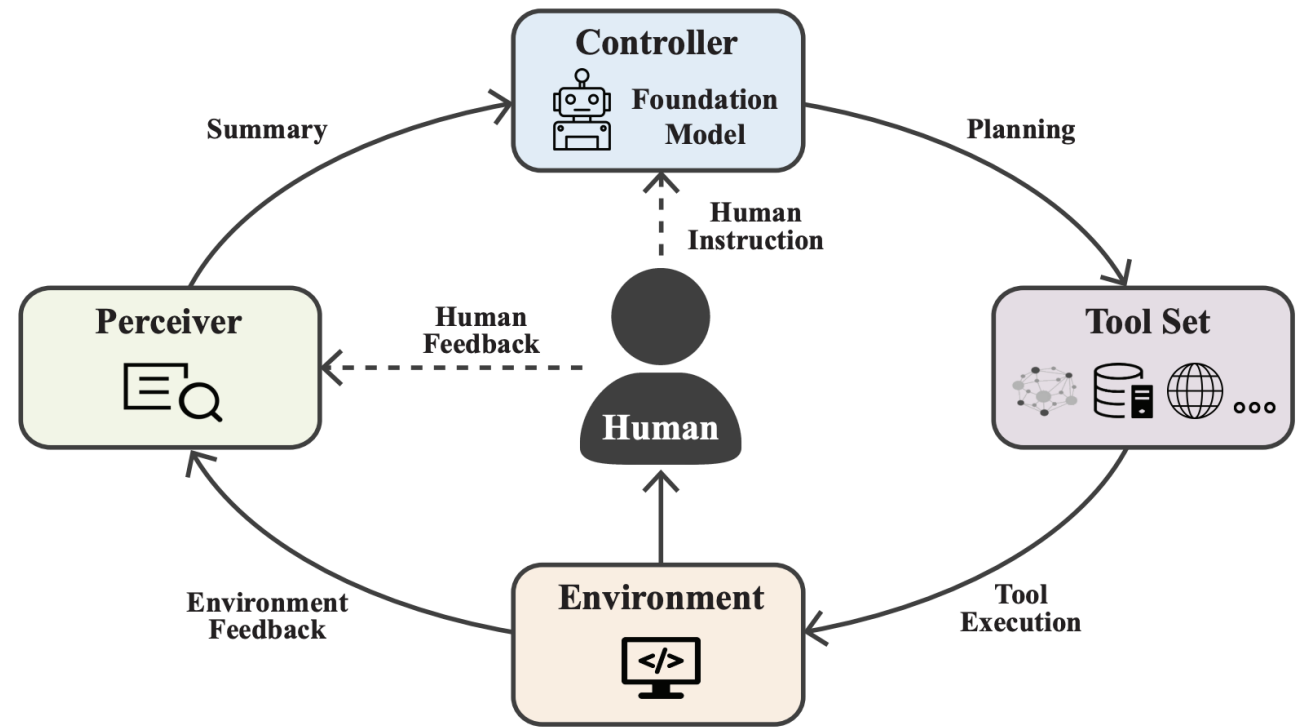 Controller
Foundation
Model
Summary
Planning
Human
Instruction
Perceiver
Human
Feedback
Tool Set
Human
Environment
Feedback
Environment
</>
Tool
Execution